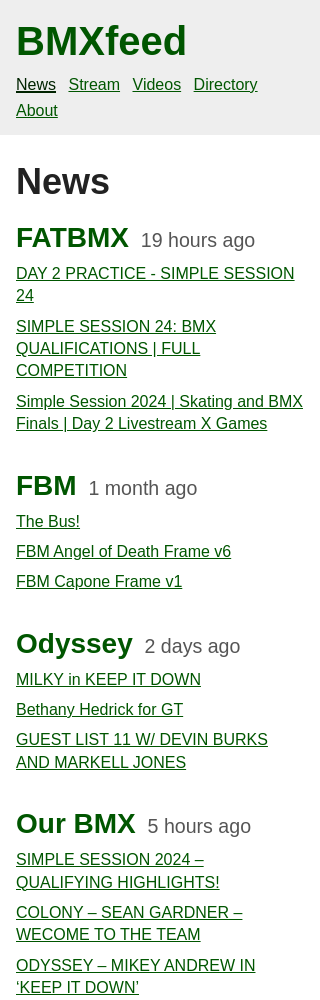 BMXfeed
News Stream Videos Directory
About
News
FATBMX 19 hours ago
DAY 2 PRACTICE - SIMPLE SESSION
24
SIMPLE SESSION 24: BMX
QUALIFICATIONS | FULL
COMPETITION
Simple Session 2024 | Skating and BMX
Finals | Day 2 Livestream X Games
FBM 1 month ago
The Bus!
FBM Angel of Death Frame v6
FBM Capone Frame v1
Odyssey 2 days ago
MILKY in KEEP IT DOWN
Bethany Hedrick for GT
GUEST LIST 11 W/ DEVIN BURKS
AND MARKELL JONES
Our BMX 5 hours ago
SIMPLE SESSION 2024 –
QUALIFYING HIGHLIGHTS!
COLONY – SEAN GARDNER –
WECOME TO THE TEAM
ODYSSEY – MIKEY ANDREW IN
‘KEEP IT DOWN’